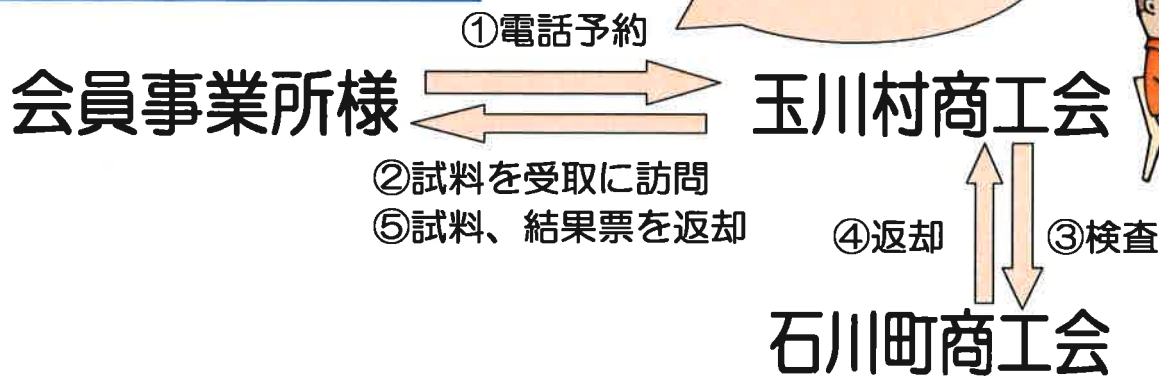 ①電話予約
会員事業所様
玉川村商工会
②試料を受取に訪問
⑤試料、結果票を返却
④返却
③検査
石川町商工会